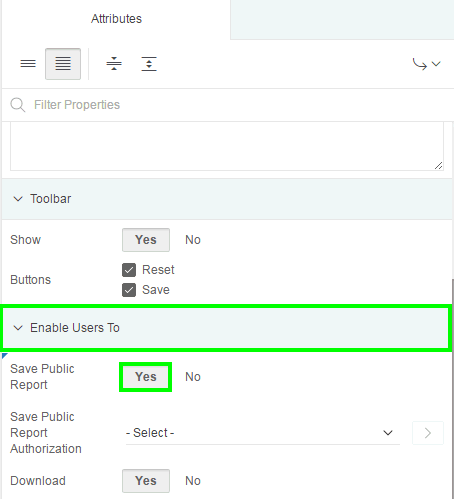 Attributes
Filter Properties
Toolbar
Show Yes No
Buttons Reset
Save
Enable Users To
Save Public
Report Yes No
Save Public
Report
Authorization - Select -
Download Yes No